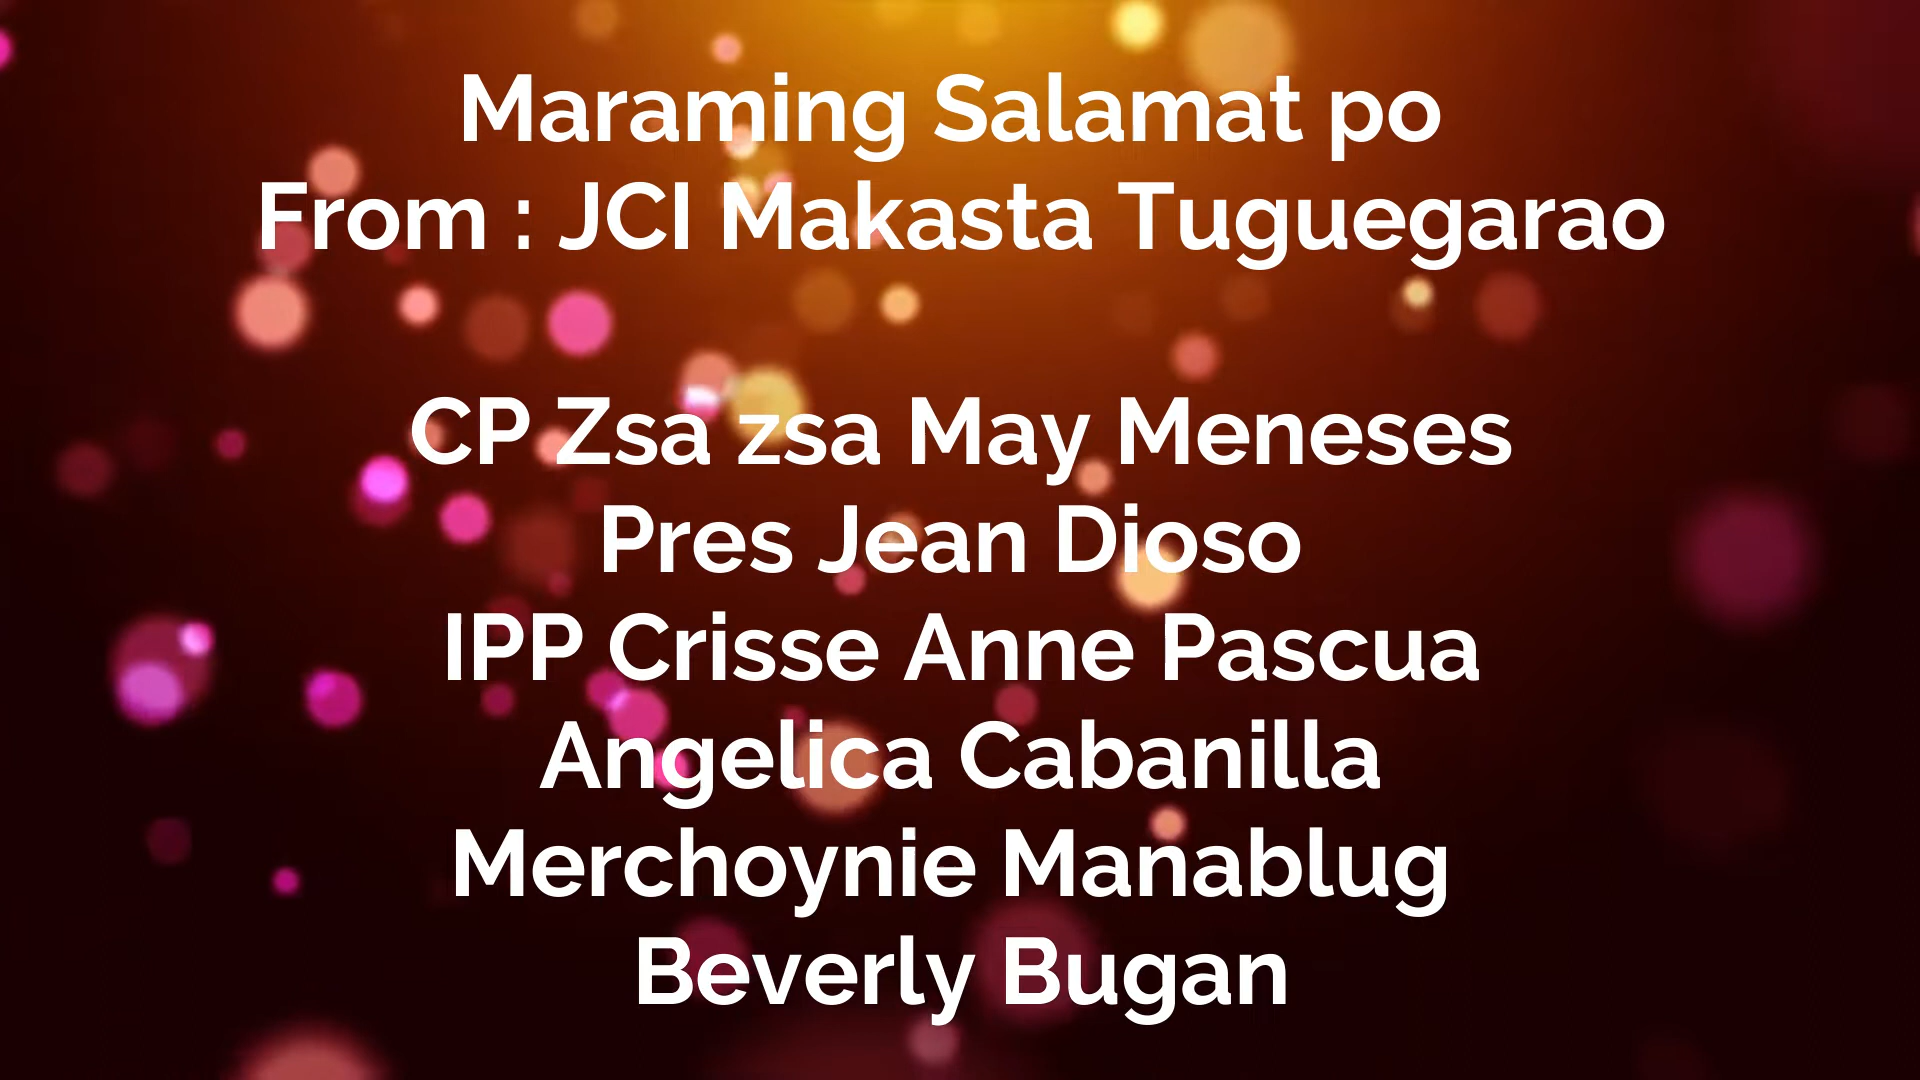 Maraming Salamat po
From : JCI Makasta Tuguegarao
CP Zsa zsa May Meneses
Pres Jean Dioso
IPP Crisse Anne Pascua
Angelica Cabanilla
Merchoynie Manablug
Beverly Bugan